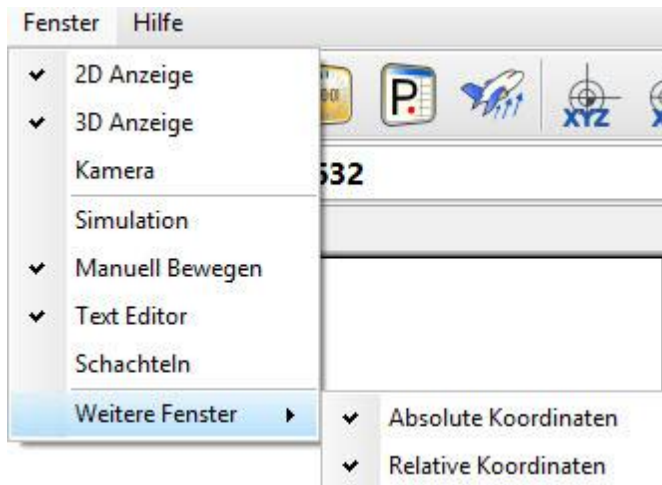 Fenster Hilfe
2D Anzeige
3D Anzeige
P.
XYZ
Kamera
532
Simulation
Manuell Bewegen
Text Editor
Schachteln
Weitere Fenster
Absolute Koordinaten
Relative Koordinaten